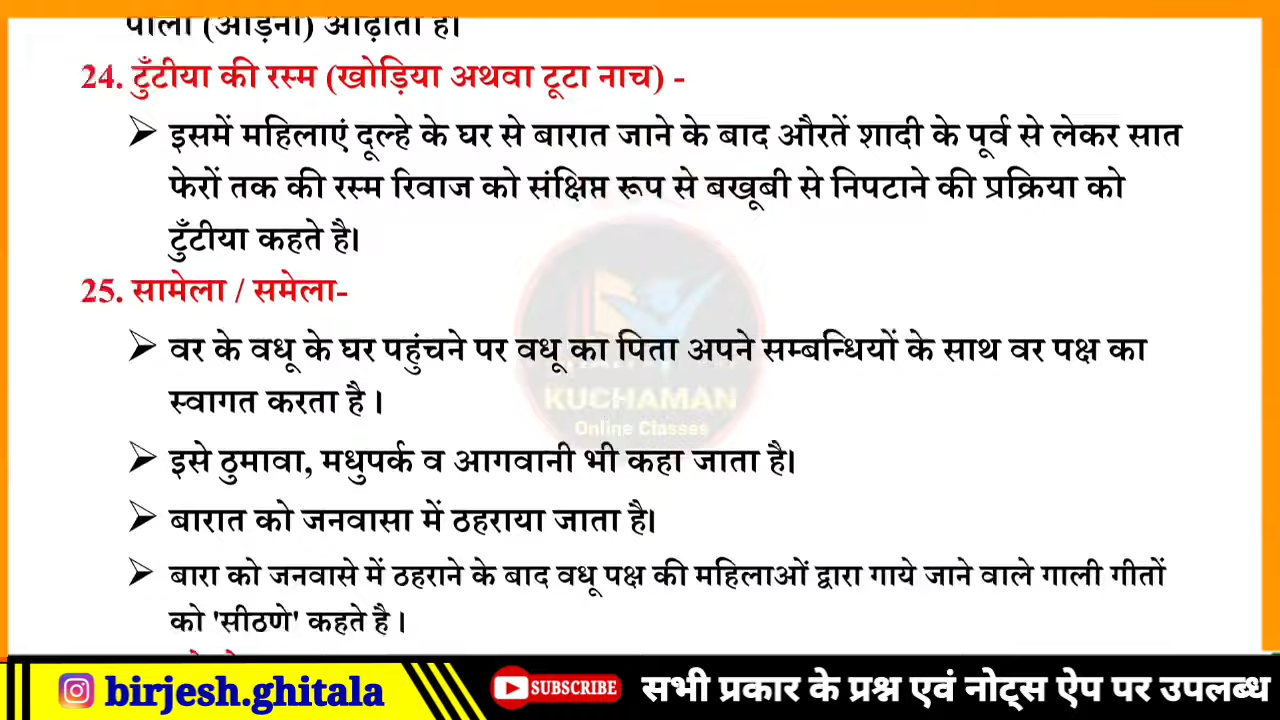 पीला (ओड़नी) ओढ़ाती है।
24. टुँटीया की रस्म (खोड़िया अथवा टूटा नाच) -
➢ इसमें महिलाएं दूल्हे के घर से बारात जाने के बाद औरतें शादी के पूर्व से लेकर सात
फेरों तक की रस्म रिवाज को संक्षिप्त रूप से बखूबी से निपटाने की प्रक्रिया को
टुँटीया कहते है।
25. सामेला / समेला-
➢ वर के वधू के घर पहुंचने पर वधू का पिता अपने सम्बन्धियों के साथ वर पक्ष का
स्वागत करता है ।
KUCHAMAN
Online Classes
➢ इसे ठुमावा, मधुपर्क व आगवानी भी कहा जाता है।
➢ बारात को जनवासा में ठहराया जाता है।
➢ बारा को जनवासे में ठहराने के बाद वधू पक्ष की महिलाओं द्वारा गाये जाने वाले गाली गीतों
को 'सीठणे' कहते है ।
birjesh.ghitala
SUBSCRIBE
सभी प्रकार के प्रश्न एवं नोट्स ऐप पर उपलब्ध